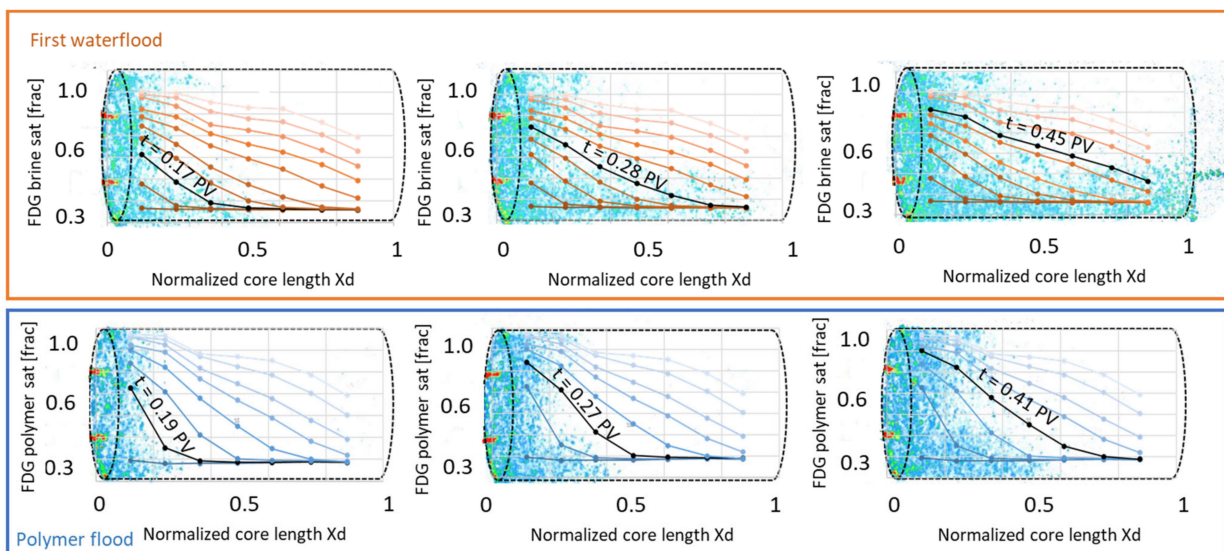 First waterflood
FDG brine sat [frac]
1.0
0.6
0.3
t = 0.17 PV
0
0.5
1
Normalized core length Xd
FDG brine sat [frac]
1.0
0.6
0.3
t = 0.28 PV
0
0.5
1
Normalized core length Xd
FDG brine sat [frac]
1.0
0.6
0.3
t = 0.45 PV
0
0.5
1
Normalized core length Xd
FDG polymer sat [frac]
1.0
0.6
0.3
t = 0.19 PV
0
0.5
1
Normalized core length Xd
FDG polymer sat [frac]
1.0
0.6
0.3
t = 0.27 PV
0
0.5
1
Normalized core length Xd
FDG polymer sat [frac]
1.0
0.6
0.3
t = 0.41 PV
0
0.5
1
Normalized core length Xd
Polymer flood